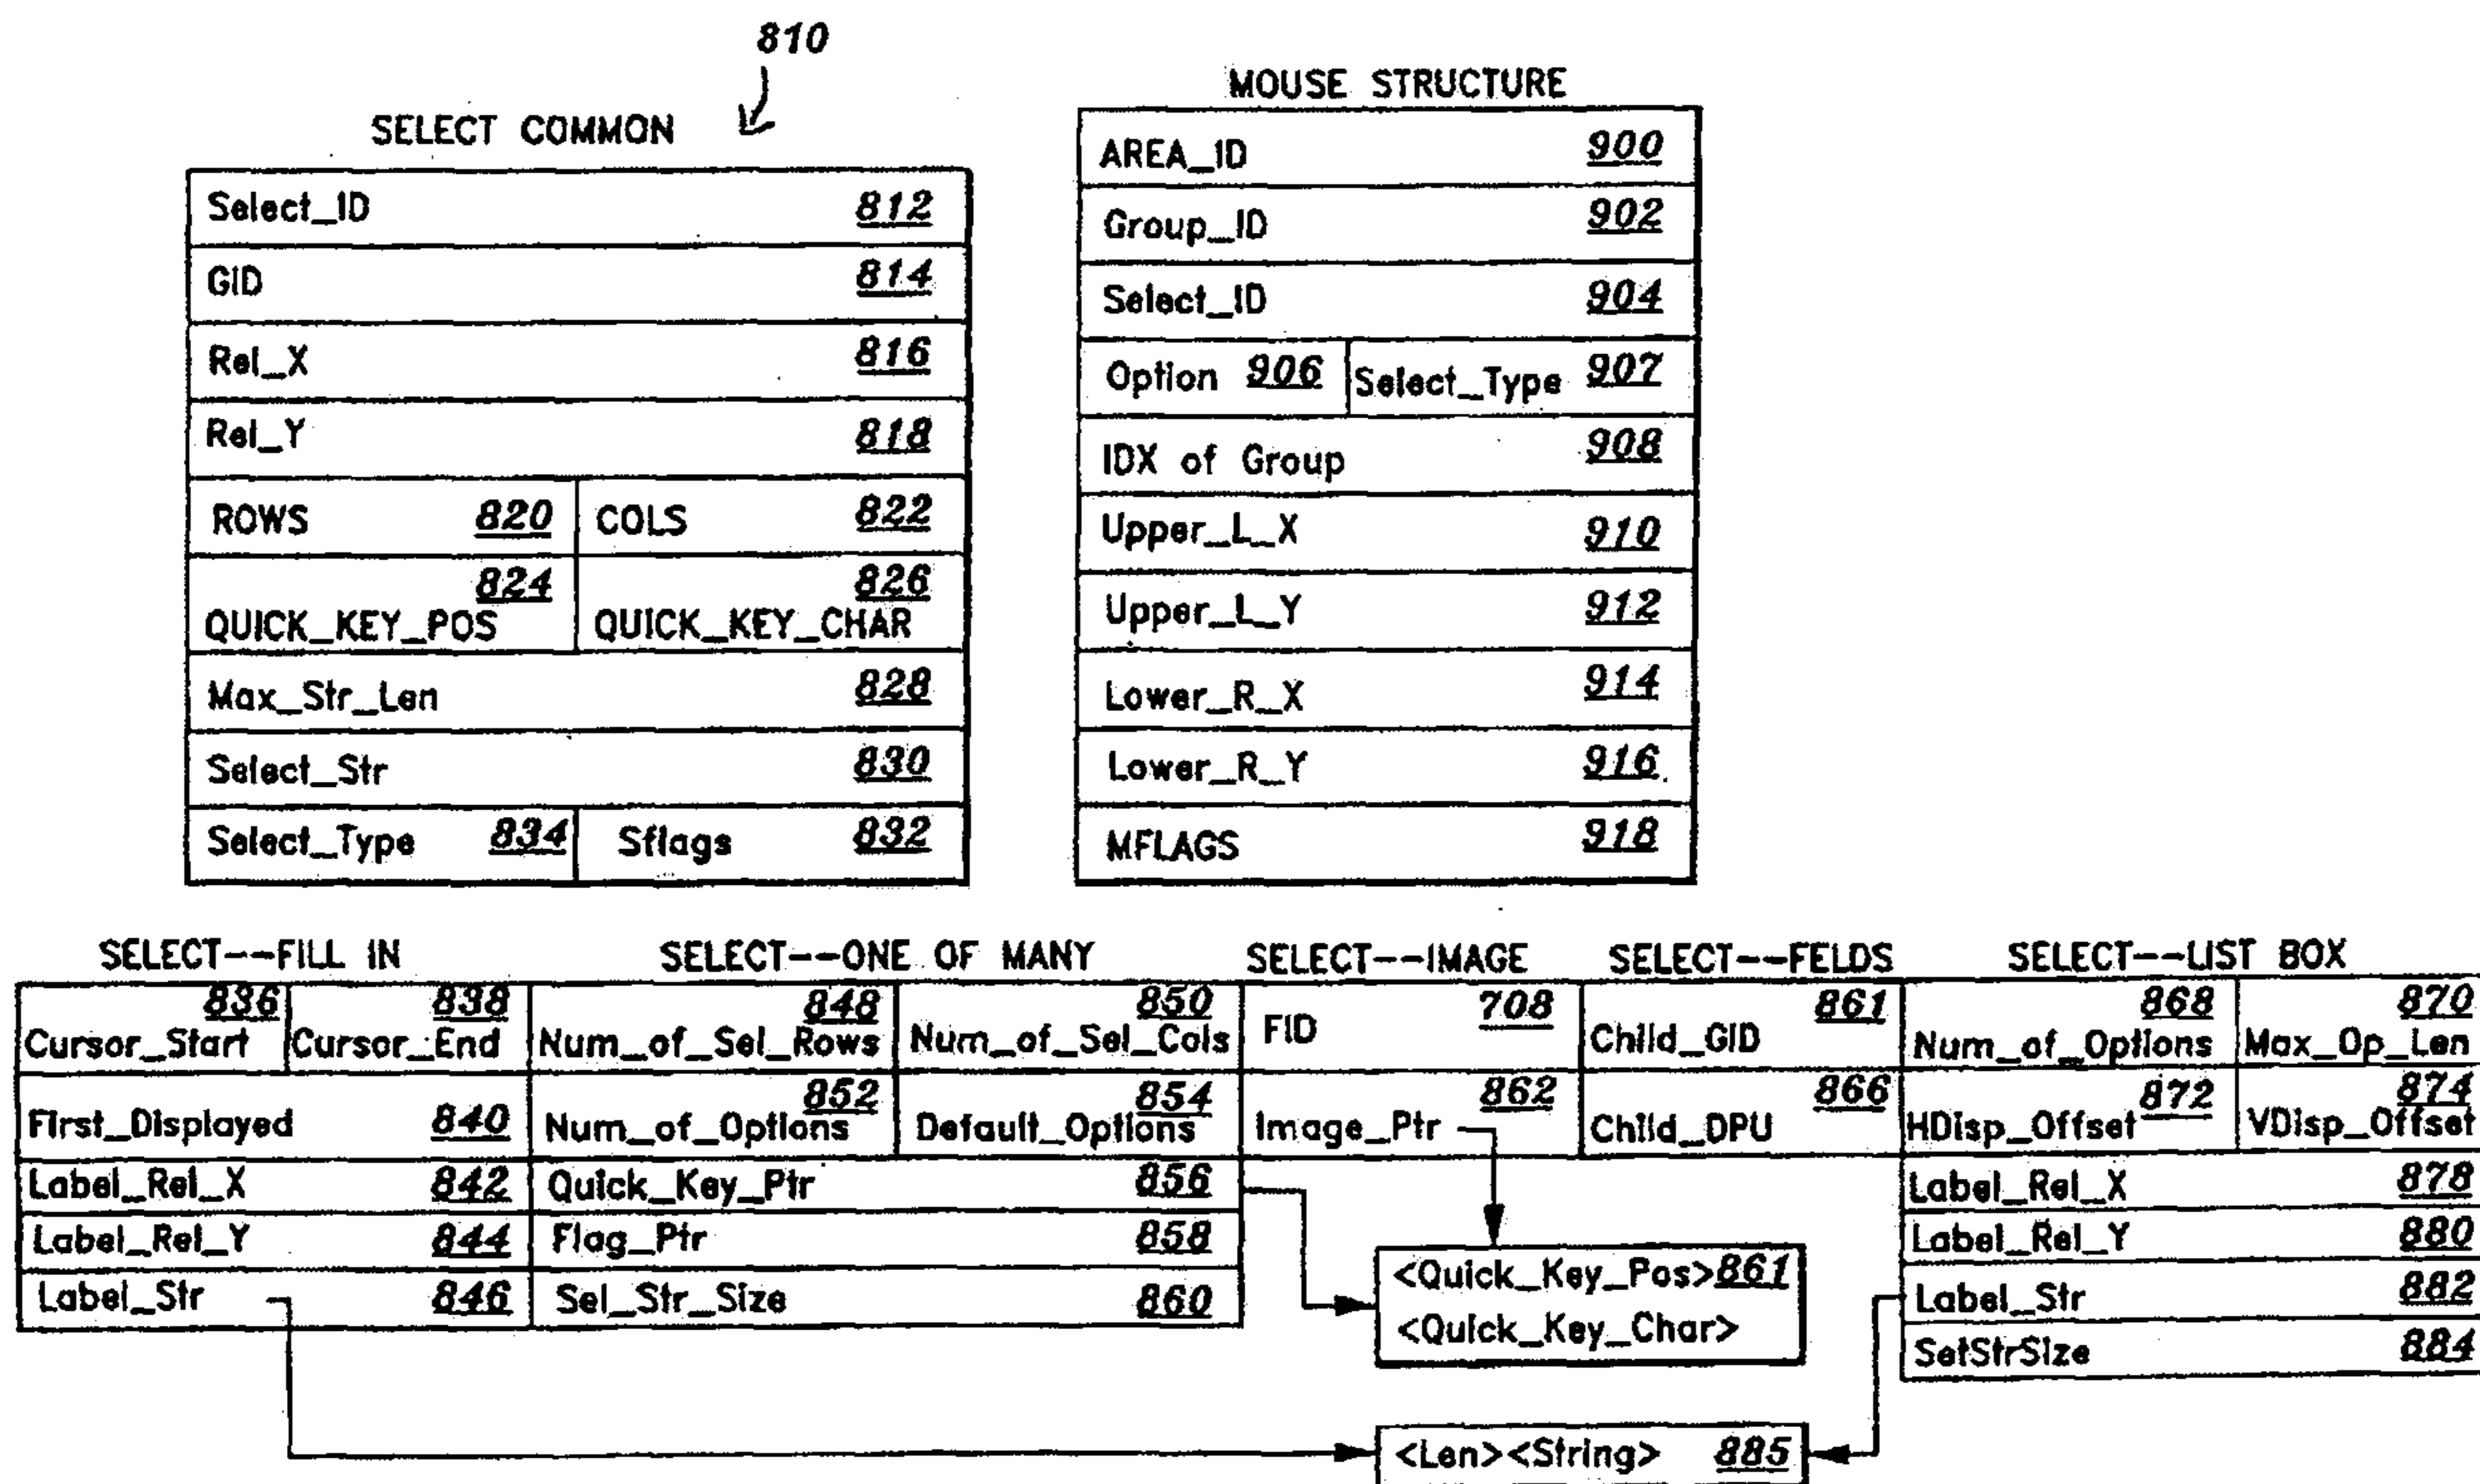 810
SELECT COMMON
Select_ID 812
GID 814
Rel_X 816
Rel_Y 818
ROWS 820 COLS 822
824 826
QUICK_KEY_POS QUICK_KEY_CHAR
Max_Str_Len 828
Select_Str 830
Select_Type 834 Sflags 832
MOUSE STRUCTURE
AREA_ID 900
Group_ID 902
Select_ID 904
Option 906 Select_Type 907
IDX of Group 908
Upper_L_X 910
Upper_L_Y 912
Lower_R_X 914
Lower_R_Y 916
MFLAGS 918
SELECT--FILL IN
836 838
Cursor_Start Cursor_End
First_Displayed 840
Label_Rel_X 842
Label_Rel_Y 844
Label_Str 846
SELECT--ONE OF MANY
848 850
Num_of_Sel_Rows Num_of_Sel_Cols
852 854
Num_of_Options Default_Options
Quick_Key_Ptr 856
Flag_Ptr 858
Sel_Str_Size 860
SELECT--IMAGE
FID 708
Image_Ptr 862
SELECT--FELDS
Child_GID 861
Child_DPU 866
SELECT--LIST BOX
868 870
Num_of_Options Max_Op_Len
872 874
HDisp_Offset VDisp_Offset
Label_Rel_X 878
Label_Rel_Y 880
Label_Str 882
SetStrSize 884
<Quick_Key_Pos> 861
<Quick_Key_Char>
<Len><String> 885